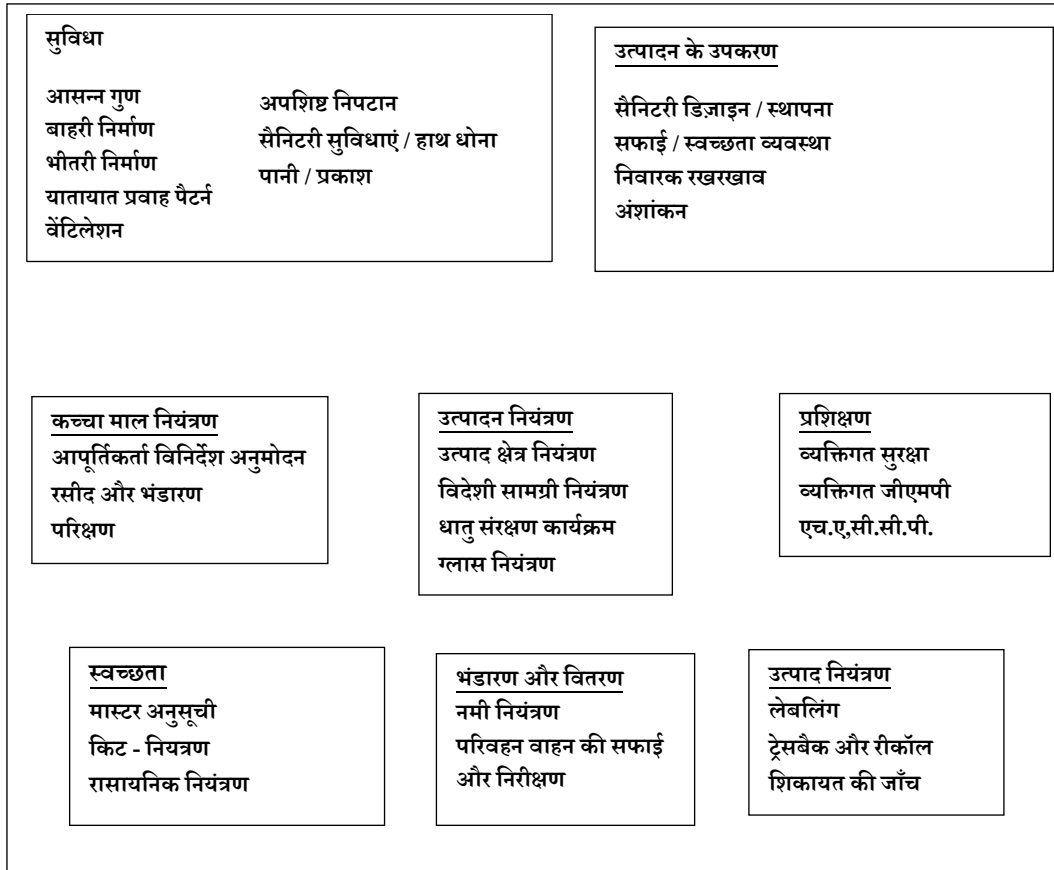 सुविधा
आसन्न गुण
बाहरी निर्माण
भीतरी निर्माण
यातायात प्रवाह पैटर्न
वेंटिलेशन
अपशिष्ट निपटान
सैनिटरी सुविधाएं / हाथ धोना
पानी / प्रकाश
उत्पादन के उपकरण
सैनिटरी डिज़ाइन / स्थापना
सफाई / स्वच्छता व्यवस्था
निवारक रखरखाव
अंशांकन
कच्चा माल नियंत्रण
आपूर्तिकर्ता विनिर्देश अनुमोदन
रसीद और भंडारण
परिक्षण
उत्पादन नियंत्रण
उत्पाद क्षेत्र नियंत्रण
विदेशी सामग्री नियंत्रण
धातु संरक्षण कार्यक्रम
ग्लास नियंत्रण
प्रशिक्षण
व्यक्तिगत सुरक्षा
व्यक्तिगत जीएमपी
एच.ए,सी.सी.पी.
स्वच्छता
मास्टर अनुसूची
किट - नियत्रण
रासायनिक नियंत्रण
भंडारण और वितरण
नमी नियंत्रण
परिवहन वाहन की सफाई
और निरीक्षण
उत्पाद नियंत्रण
लेबलिंग
ट्रेसबैक और रीकॉल
शिकायत की जाँच